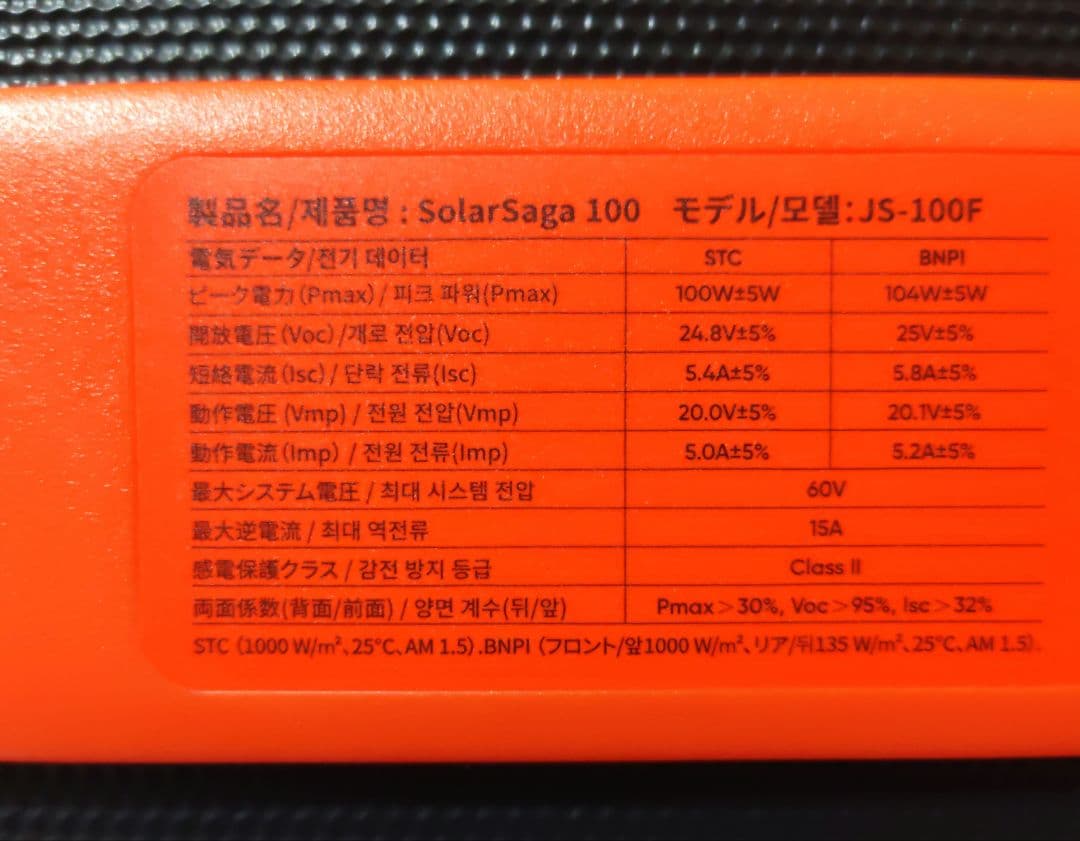 製品名/제품명 : SolarSaga 100 モデル/모델: JS-100F
電気データ/전기 데이터 STC BNPI
ピーク電力 (Pmax) / 피크 파워(Pmax) 100W±5W 104W±5W
開放電圧 (Voc) /개로 전압(Voc) 24.8V±5% 25V±5%
短絡電流 (Isc) / 단락 전류(Isc) 5.4A±5% 5.8A±5%
動作電圧 (Vmp) / 전원 전압(Vmp) 20.0V±5% 20.1V±5%
動作電流 (Imp) / 전원 전류(Imp) 5.0A±5% 5.2A±5%
最大システム電圧 / 최대 시스템 전압 60V
最大逆電流 / 최대 역전류 15A
感電保護クラス / 감전 방지 등급 Class II
両面係数(背面/前面) / 양면 계수(뒤/앞) Pmax>30%, Voc>95%, Isc>32%
STC (1000 W/m²、25°C、AM 1.5) .BNPI (フロント/앞1000 W/m²、リア/뒤135 W/m²、25°C、AM 1.5).